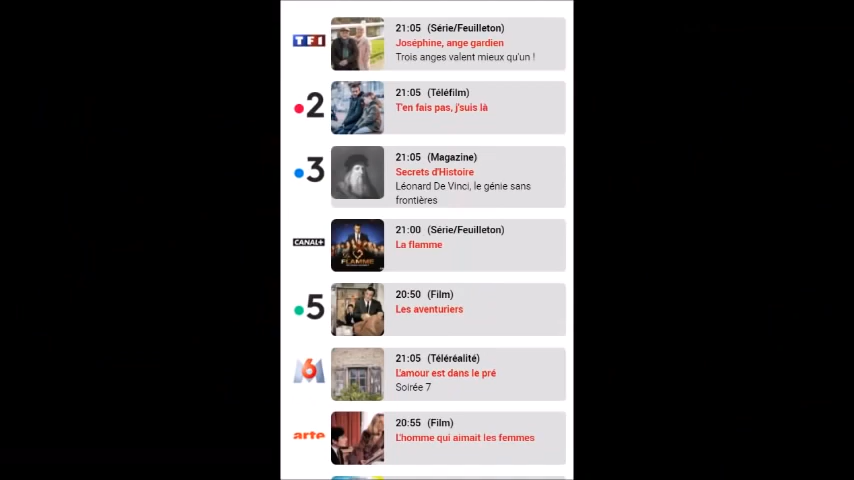 TF1
21:05 (Série/Feuilleton)
Joséphine, ange gardien
Trois anges valent mieux qu'un !
2
21:05 (Téléfilm)
T'en fais pas, j'suis là
3
21:05 (Magazine)
Secrets d'Histoire
Léonard De Vinci, le génie sans
frontières
CANAL+
21:00 (Série/Feuilleton)
La flamme
FLAMME
5
20:50 (Film)
Les aventuriers
M6
21:05 (Téléréalité)
L'amour est dans le pré
Soirée 7
arte
20:55 (Film)
L'homme qui aimait les femmes